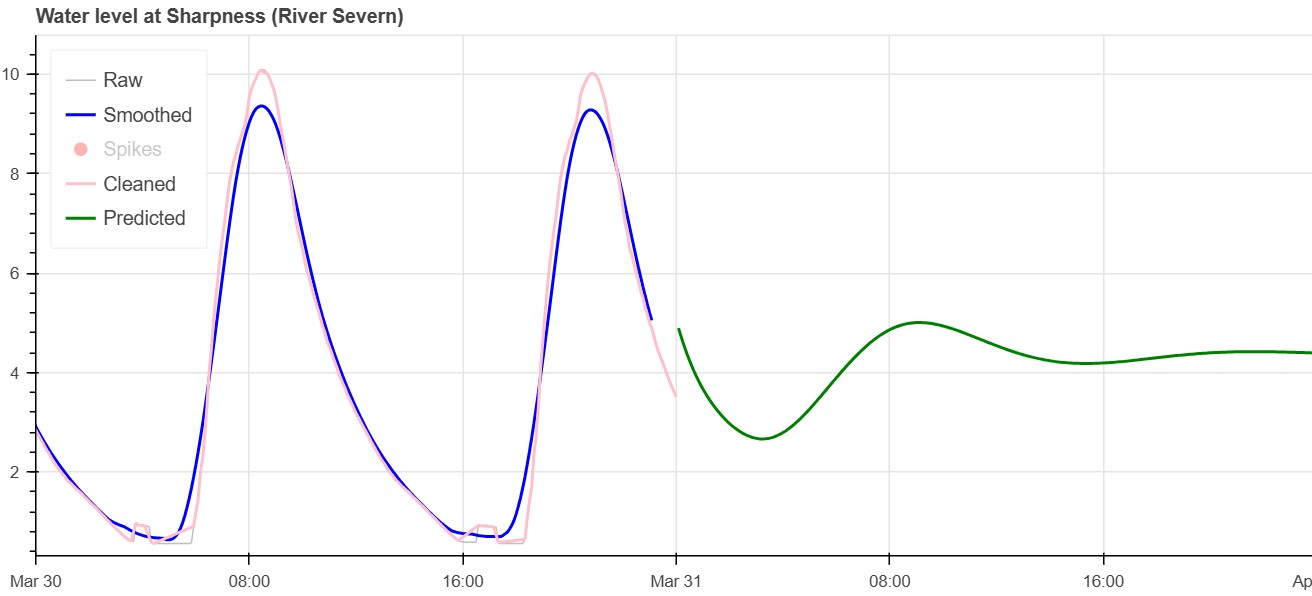 Water level at Sharpness (River Severn)
Raw
Smoothed
Spikes
Cleaned
Predicted
10
8
6
4
2
Mar 30 08:00 16:00 Mar 31 08:00 16:00 Ap